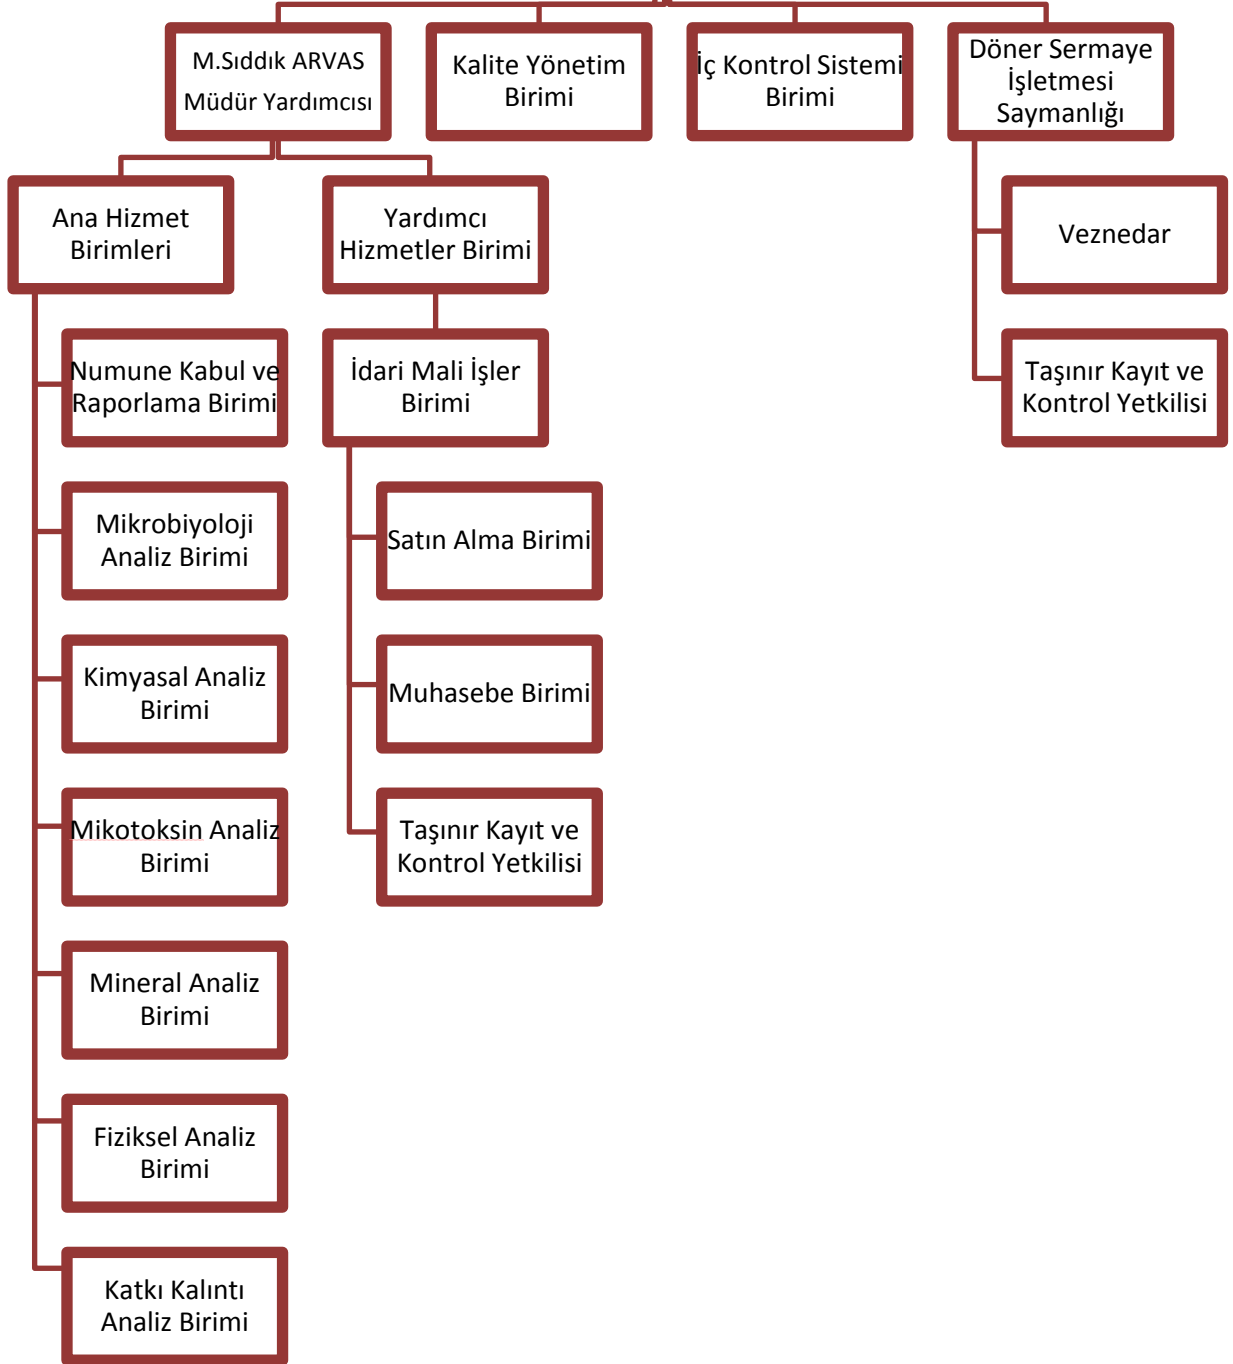 M.Sıddık ARVAS
Müdür Yardımcısı
Kalite Yönetim
Birimi
İç Kontrol Sistemi
Birimi
Döner Sermaye
İşletmesi
Saymanlığı
Ana Hizmet
Birimleri
Yardımcı
Hizmetler Birimi
Veznedar
Numune Kabul ve
Raporlama Birimi
İdari Mali İşler
Birimi
Taşınır Kayıt ve
Kontrol Yetkilisi
Mikrobiyoloji
Analiz Birimi
Satın Alma Birimi
Kimyasal Analiz
Birimi
Muhasebe Birimi
Mikotoksin Analiz
Birimi
Taşınır Kayıt ve
Kontrol Yetkilisi
Mineral Analiz
Birimi
Fiziksel Analiz
Birimi
Katkı Kalıntı
Analiz Birimi